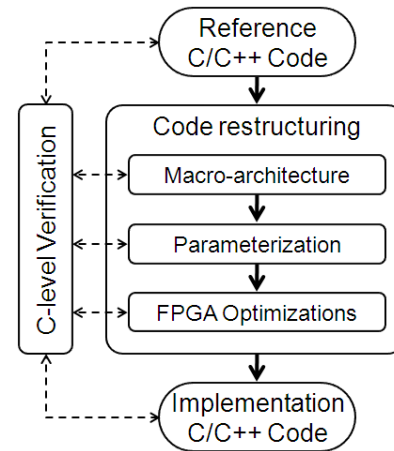 Reference
C/C++ Code
Code restructuring
Macro-architecture
Parameterization
FPGA Optimizations
C-level Verification
Implementation
C/C++ Code